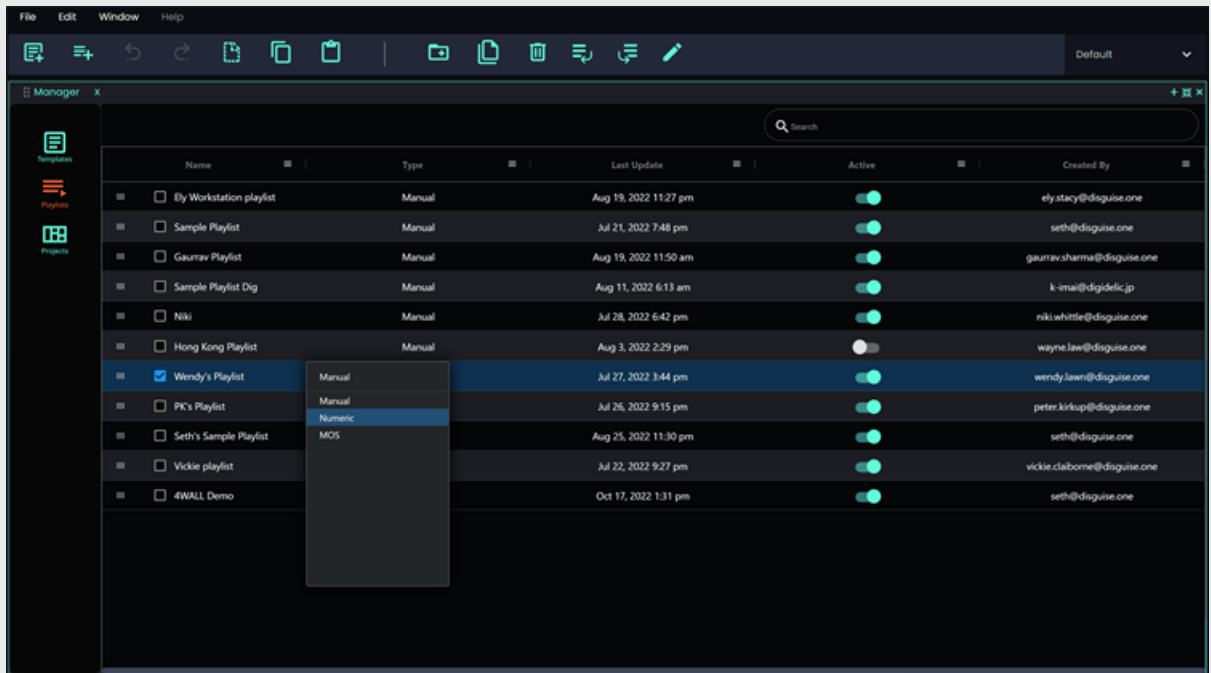 File Edit Window Help
Default
Manager x
Search
Templates
Playlists
Projects
Name Type Last Update Active Created By
Ely Workstation playlist Manual Aug 19, 2022 11:27 pm ely.stacy@disguise.one
Sample Playlist Manual Jul 21, 2022 7:48 pm seth@disguise.one
Gaurrav Playlist Manual Aug 19, 2022 11:50 am gaurrav.sharma@disguise.one
Sample Playlist Dig Manual Aug 11, 2022 6:13 am k-imai@digidelic.jp
Niki Manual Jul 28, 2022 6:42 pm niki.whittle@disguise.one
Hong Kong Playlist Manual Aug 3, 2022 2:29 pm wayne.law@disguise.one
Wendy's Playlist Manual Jul 27, 2022 3:44 pm wendy.lawn@disguise.one
Manual
PK's Playlist Jul 26, 2022 9:15 pm peter.kirkup@disguise.one
Numeric
Seth's Sample Playlist MOS Aug 25, 2022 11:30 pm seth@disguise.one
Vickie playlist Jul 22, 2022 9:27 pm vickie.claiborne@disguise.one
4WALL Demo Oct 17, 2022 1:31 pm seth@disguise.one